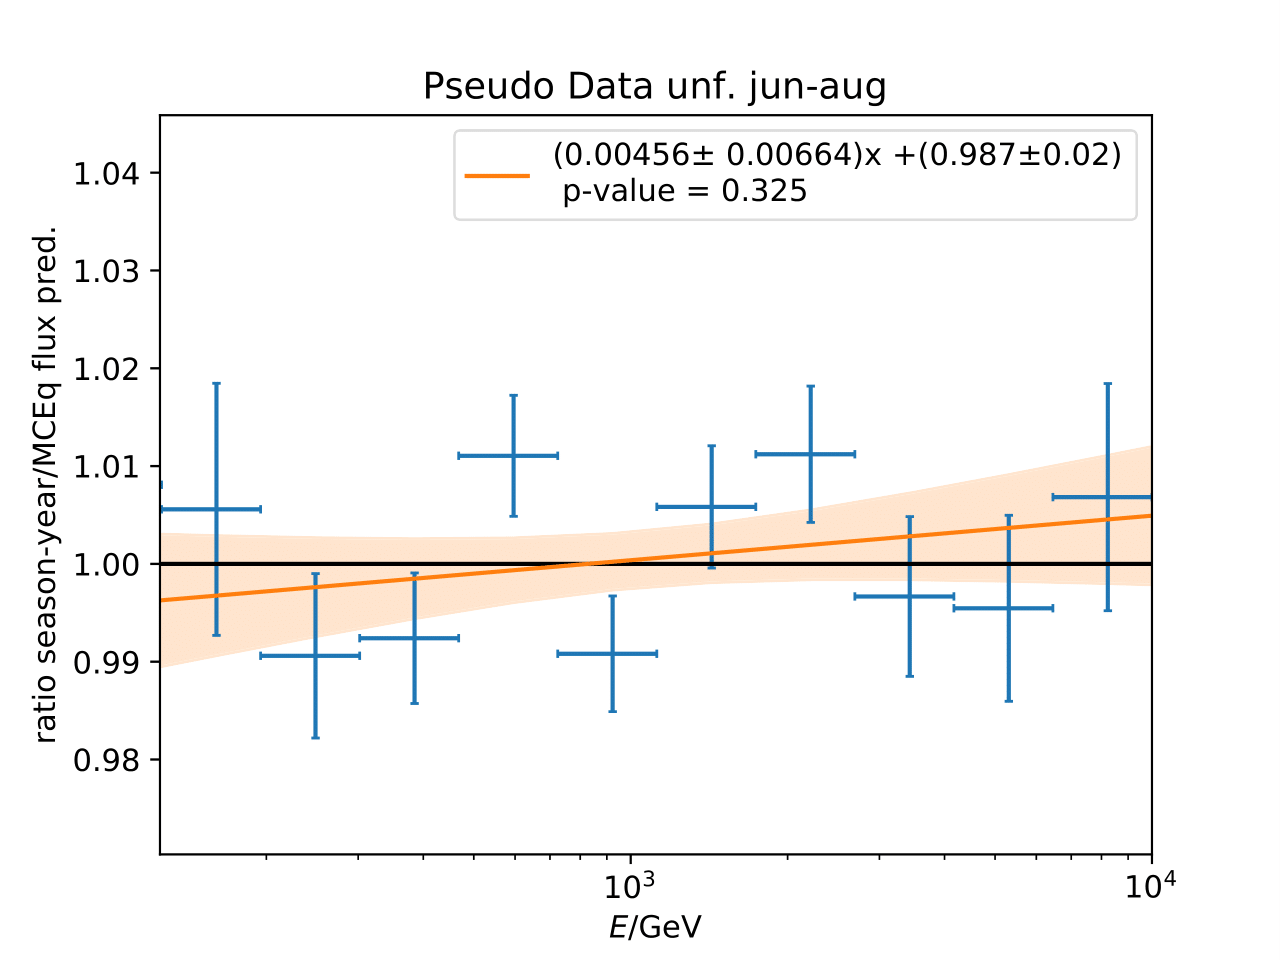 Pseudo Data unf. jun-aug
(0.00456± 0.00664)x +(0.987±0.02)
p-value = 0.325
ratio season-year/MCEq flux pred.
1.04
1.03
1.02
1.01
1.00
0.99
0.98
10³
10⁴
E/GeV